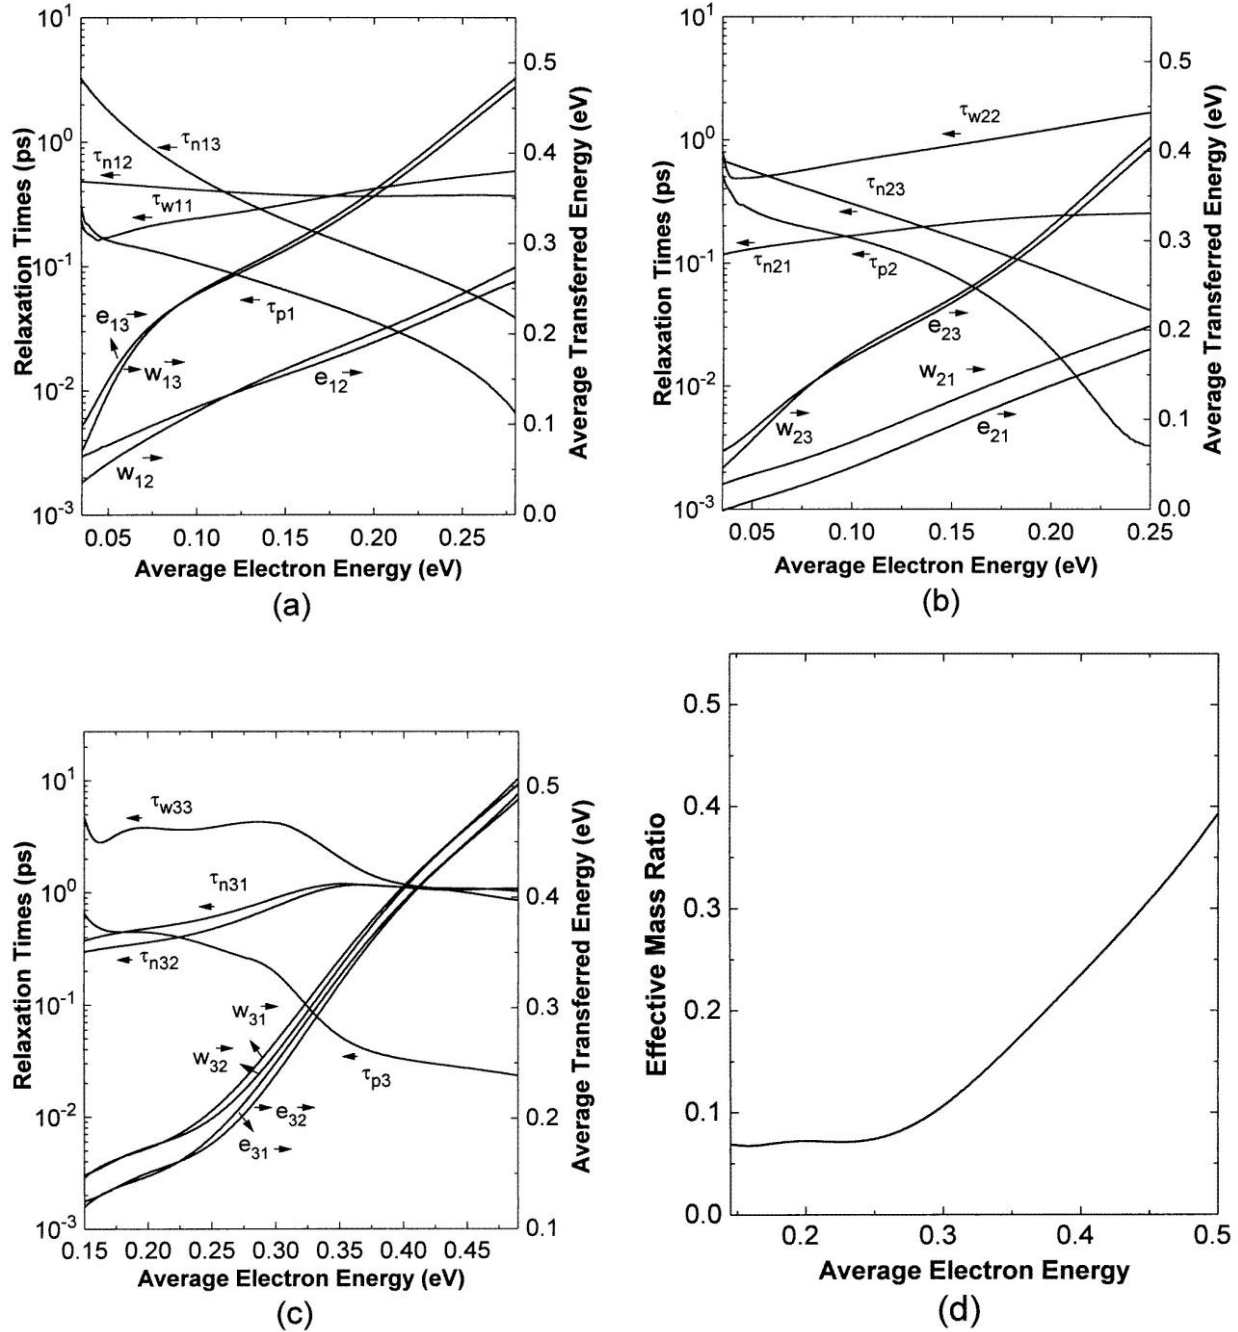 10^1
10^0
10^-1
10^-2
10^-3
Relaxation Times (ps)
0.5
0.4
0.3
0.2
0.1
0.0
Average Transferred Energy (eV)
τn13
τn12
τw11
τp1
e13
w13
e12
w12
0.05 0.10 0.15 0.20 0.25
Average Electron Energy (eV)
(a)
10^1
10^0
10^-1
10^-2
10^-3
Relaxation Times (ps)
0.5
0.4
0.3
0.2
0.1
0.0
Average Transferred Energy (eV)
τw22
τn23
τn21
τp2
e23
w21
w23
e21
0.05 0.10 0.15 0.20 0.25
Average Electron Energy (eV)
(b)
10^1
10^0
10^-1
10^-2
10^-3
Relaxation Times (ps)
0.5
0.4
0.3
0.2
0.1
Average Transferred Energy (eV)
τw33
τn31
τn32
w31
w32
τp3
e32
e31
0.15 0.20 0.25 0.30 0.35 0.40 0.45
Average Electron Energy (eV)
(c)
0.5
0.4
0.3
0.2
0.1
0.0
Effective Mass Ratio
0.2 0.3 0.4 0.5
Average Electron Energy
(d)